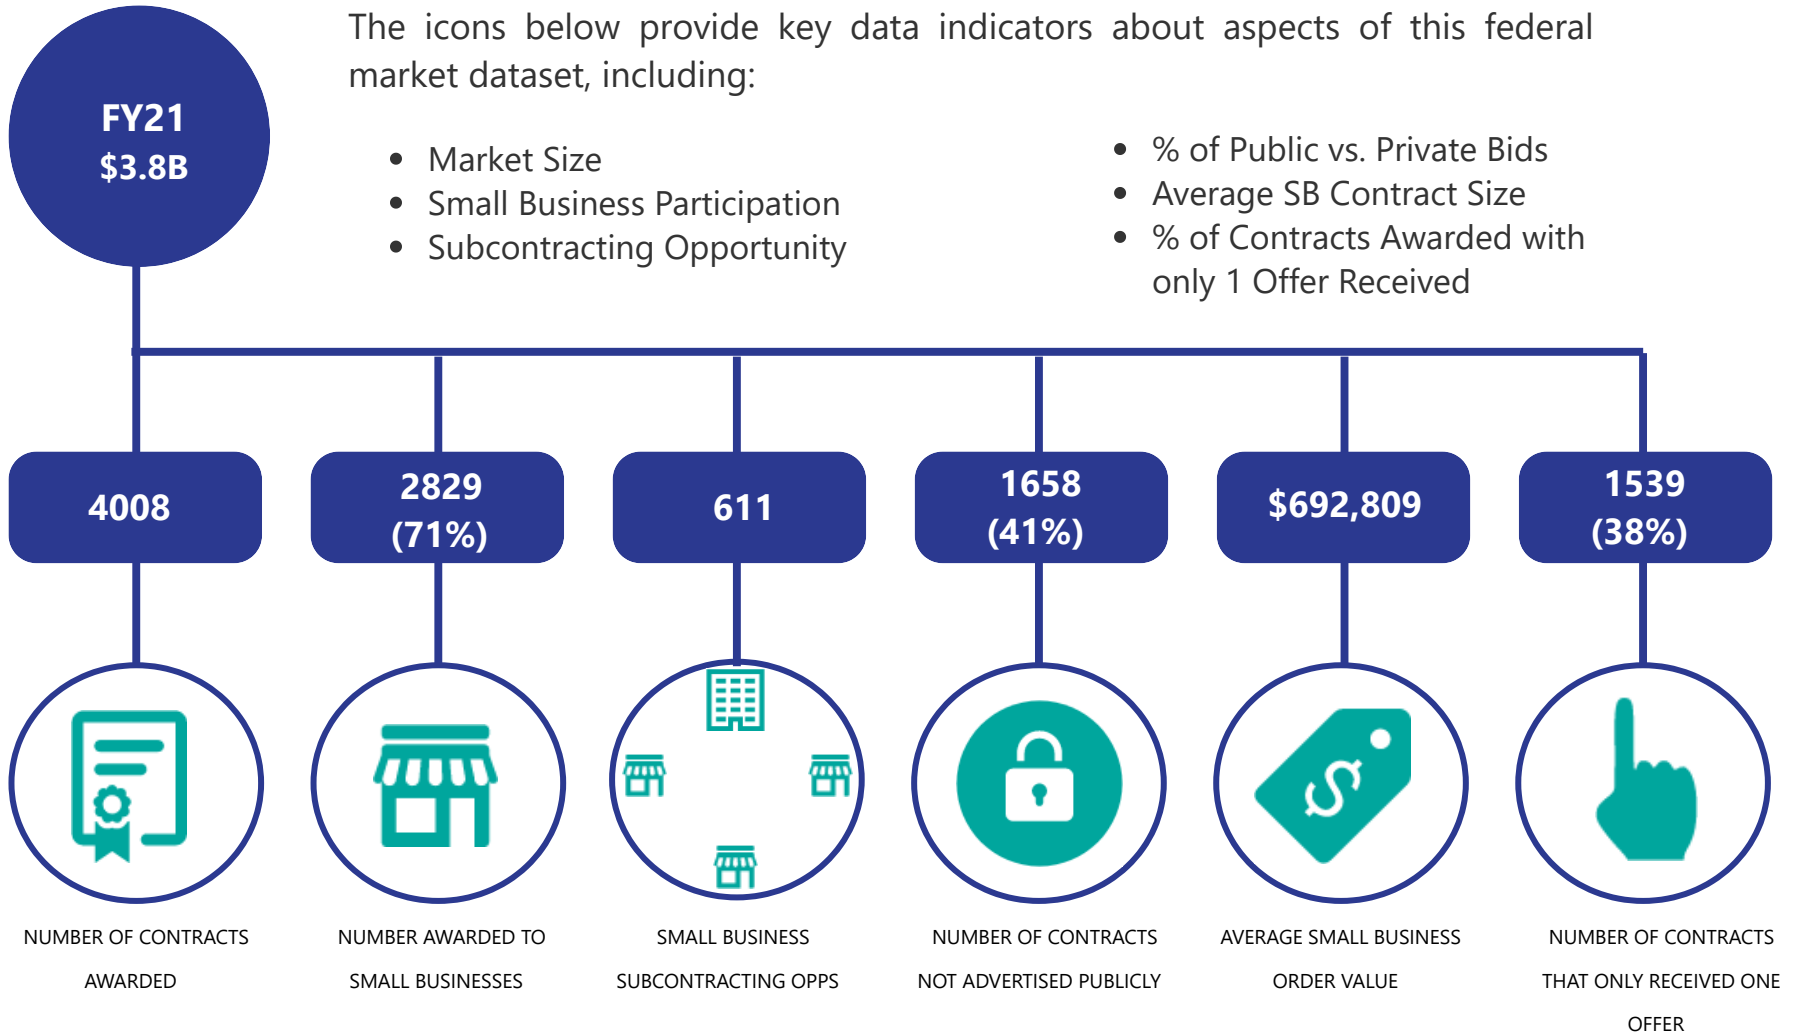 FY21
$3.8B
The icons below provide key data indicators about aspects of this federal
market dataset, including:
• Market Size
• Small Business Participation
• Subcontracting Opportunity
• % of Public vs. Private Bids
• Average SB Contract Size
• % of Contracts Awarded with
only 1 Offer Received
4008
2829
(71%)
611
1658
(41%)
$692,809
1539
(38%)
$
NUMBER OF CONTRACTS
AWARDED
NUMBER AWARDED TO
SMALL BUSINESSES
SMALL BUSINESS
SUBCONTRACTING OPPS
NUMBER OF CONTRACTS
NOT ADVERTISED PUBLICLY
AVERAGE SMALL BUSINESS
ORDER VALUE
NUMBER OF CONTRACTS
THAT ONLY RECEIVED ONE
OFFER